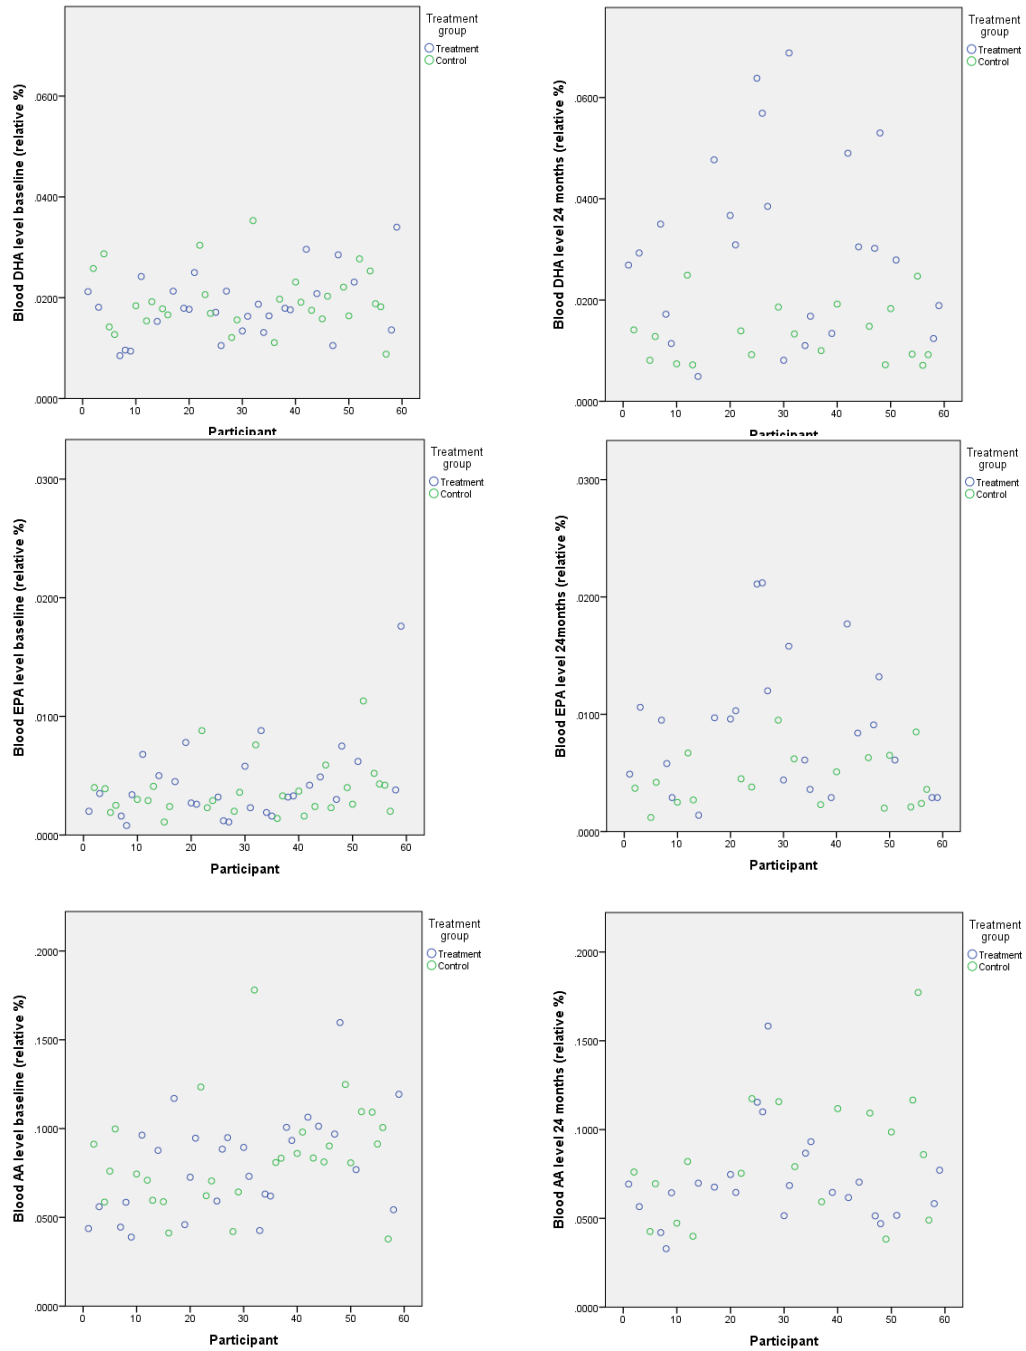 Treatment
group
Treatment
Control
Blood DHA level baseline (relative %)
.0600
.0400
.0200
.0000
0 10 20 30 40 50 60
Participant
Treatment
group
Treatment
Control
Blood DHA level 24 months (relative %)
.0600
.0400
.0200
.0000
0 10 20 30 40 50 60
Participant
Treatment
group
Treatment
Control
Blood EPA level baseline (relative %)
.0300
.0200
.0100
.0000
0 10 20 30 40 50 60
Participant
Treatment
group
Treatment
Control
Blood EPA level 24months (relative %)
.0300
.0200
.0100
.0000
0 10 20 30 40 50 60
Participant
Treatment
group
Treatment
Control
Blood AA level baseline (relative %)
.2000
.1500
.1000
.0500
.0000
0 10 20 30 40 50 60
Participant
Treatment
group
Treatment
Control
Blood AA level 24 months (relative %)
.2000
.1500
.1000
.0500
.0000
0 10 20 30 40 50 60
Participant